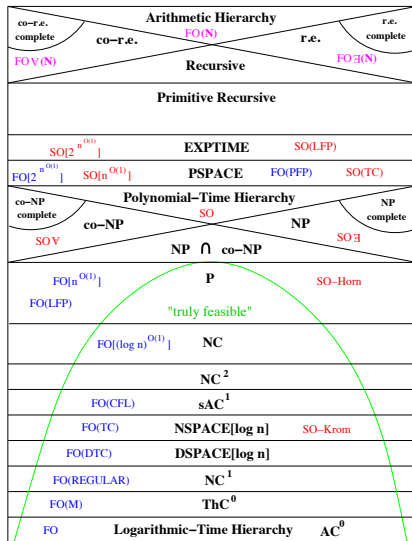 Arithmetic Hierarchy
co-r.e. complete
co-r.e.
FO(N)
r.e.
r.e. complete
FO∀(N)
Recursive
FO∃(N)
Primitive Recursive
SO[2^n^O(1)]
EXPTIME
SO(LFP)
FO[2^n^O(1)]
SO[n^O(1)]
PSPACE
FO(PFP)
SO(TC)
Polynomial-Time Hierarchy
co-NP complete
co-NP
SO
NP
NP complete
SO∀
SO∃
NP ∩ co-NP
FO[n^O(1)]
P
SO-Horn
FO(LFP)
"truly feasible"
FO[(log n)^O(1)]
NC
NC^2
FO(CFL)
sAC^1
FO(TC)
NSPACE[log n]
SO-Krom
FO(DTC)
DSPACE[log n]
FO(REGULAR)
NC^1
FO(M)
ThC^0
FO
Logarithmic-Time Hierarchy
AC^0